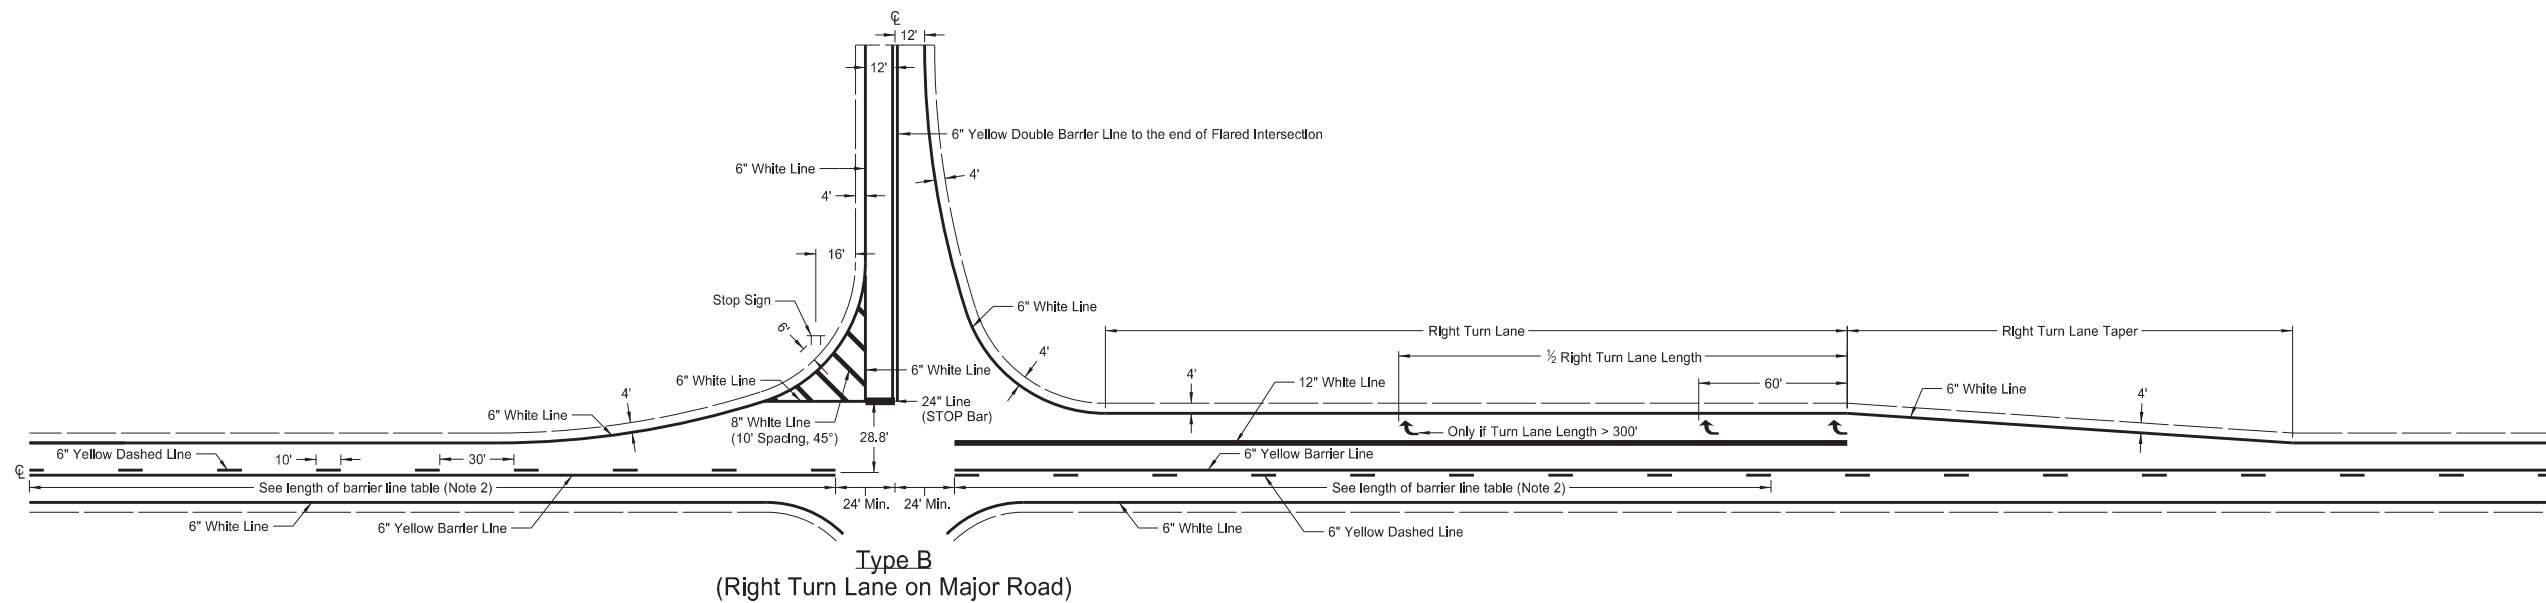 ℄
12'
12'
6" Yellow Double Barrier Line to the end of Flared Intersection
6" White Line
4'
4'
16'
Stop Sign
6'
6" White Line
Right Turn Lane
Right Turn Lane Taper
4'
½ Right Turn Lane Length
6" White Line
6" White Line
4'
12" White Line
60'
6" White Line
4'
4'
24" Line
(STOP Bar)
6" White Line
8" White Line
(10' Spacing, 45°)
28.8'
Only if Turn Lane Length > 300'
℄
6" Yellow Dashed Line
10'
30'
6" Yellow Barrier Line
See length of barrier line table (Note 2)
See length of barrier line table (Note 2)
24' Min.
24' Min.
6" White Line
6" Yellow Barrier Line
6" White Line
6" Yellow Dashed Line
Type B
(Right Turn Lane on Major Road)